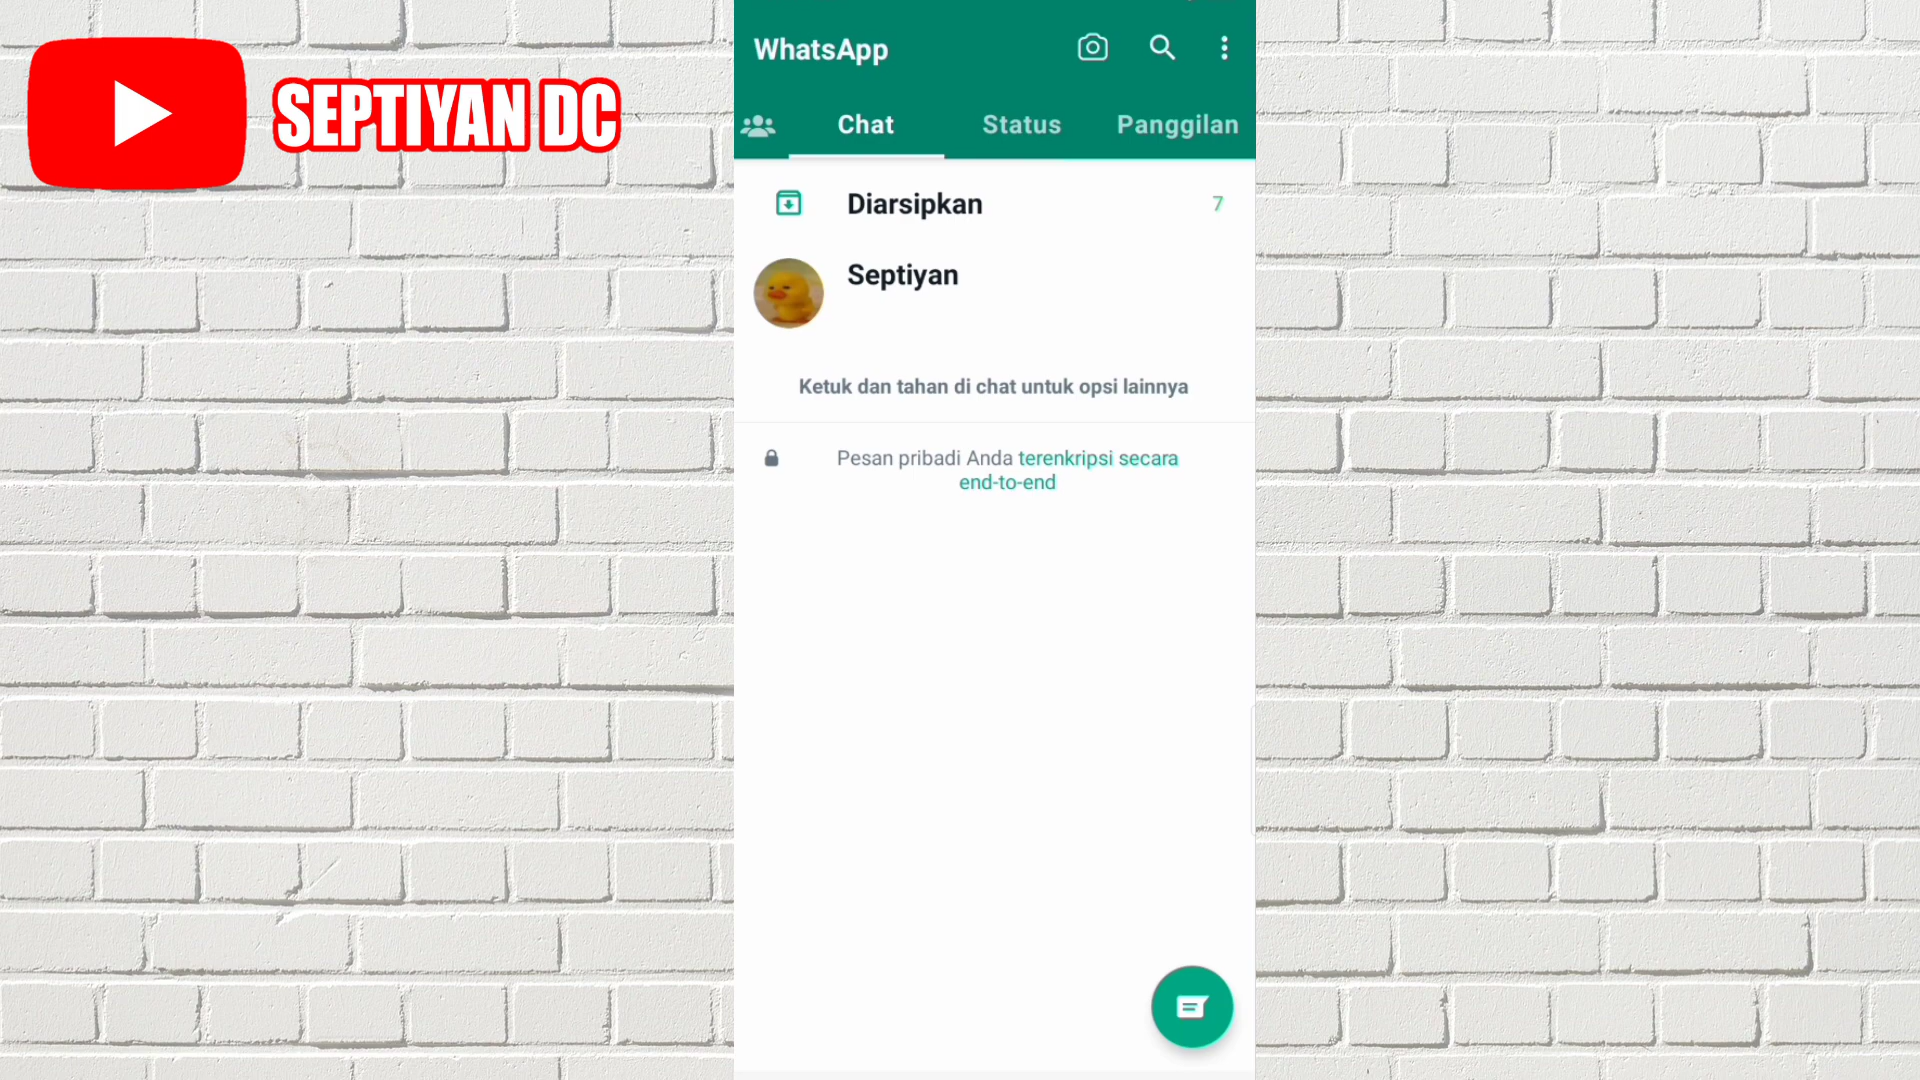 SEPTIYAN DC
WhatsApp
Chat
Status
Panggilan
Diarsipkan
7
Septiyan
Ketuk dan tahan di chat untuk opsi lainnya
Pesan pribadi Anda terenkripsi secara
end-to-end